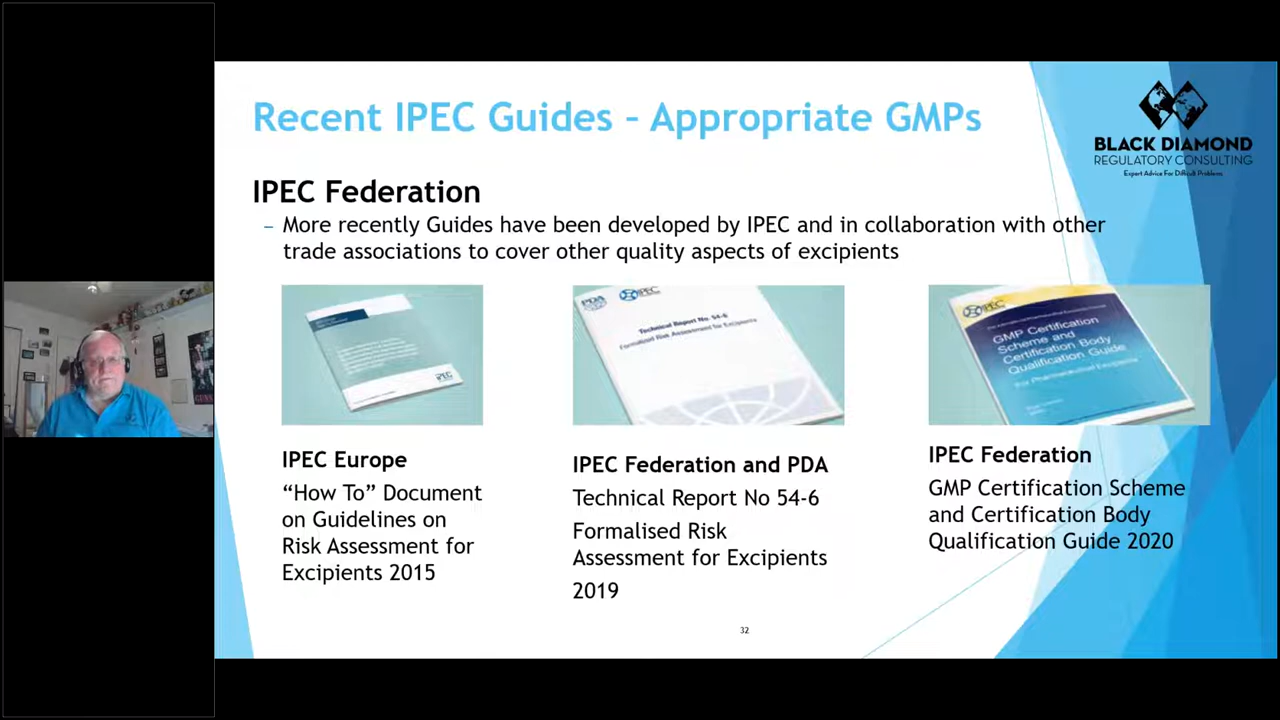 Recent IPEC Guides – Appropriate GMPs
BLACK DIAMOND
REGULATORY CONSULTING
Expert Advice For Difficult Problems
IPEC Federation
– More recently Guides have been developed by IPEC and in collaboration with other
trade associations to cover other quality aspects of excipients
IPEC
PDA
IPEC
Technical Report No. 54-6
Formalized Risk Assessment for Excipients
IPEC
GMP Certification
Scheme and
Certification Body
Qualification Guide
For Pharmaceutical Excipients
IPEC Europe
“How To” Document
on Guidelines on
Risk Assessment for
Excipients 2015
IPEC Federation and PDA
Technical Report No 54-6
Formalised Risk
Assessment for Excipients
2019
IPEC Federation
GMP Certification Scheme
and Certification Body
Qualification Guide 2020
32
GUNS